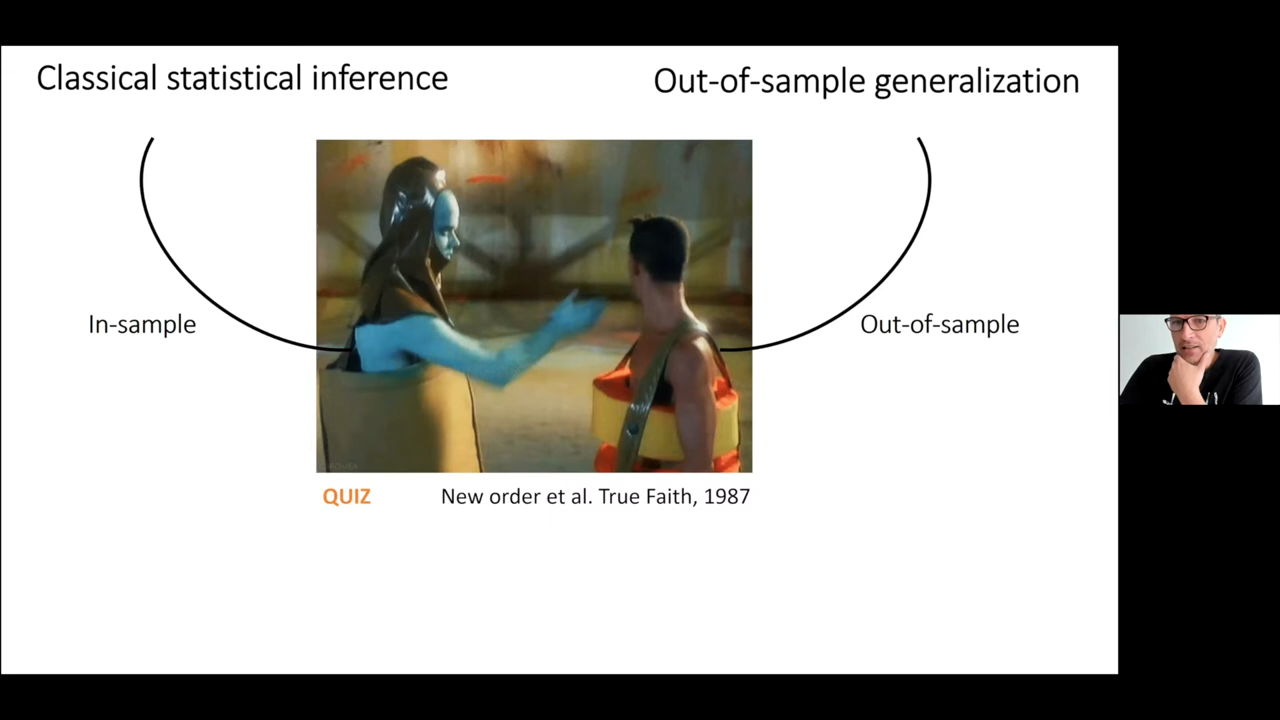 Classical statistical inference
Out-of-sample generalization
In-sample
Out-of-sample
QUIZ
New order et al. True Faith, 1987